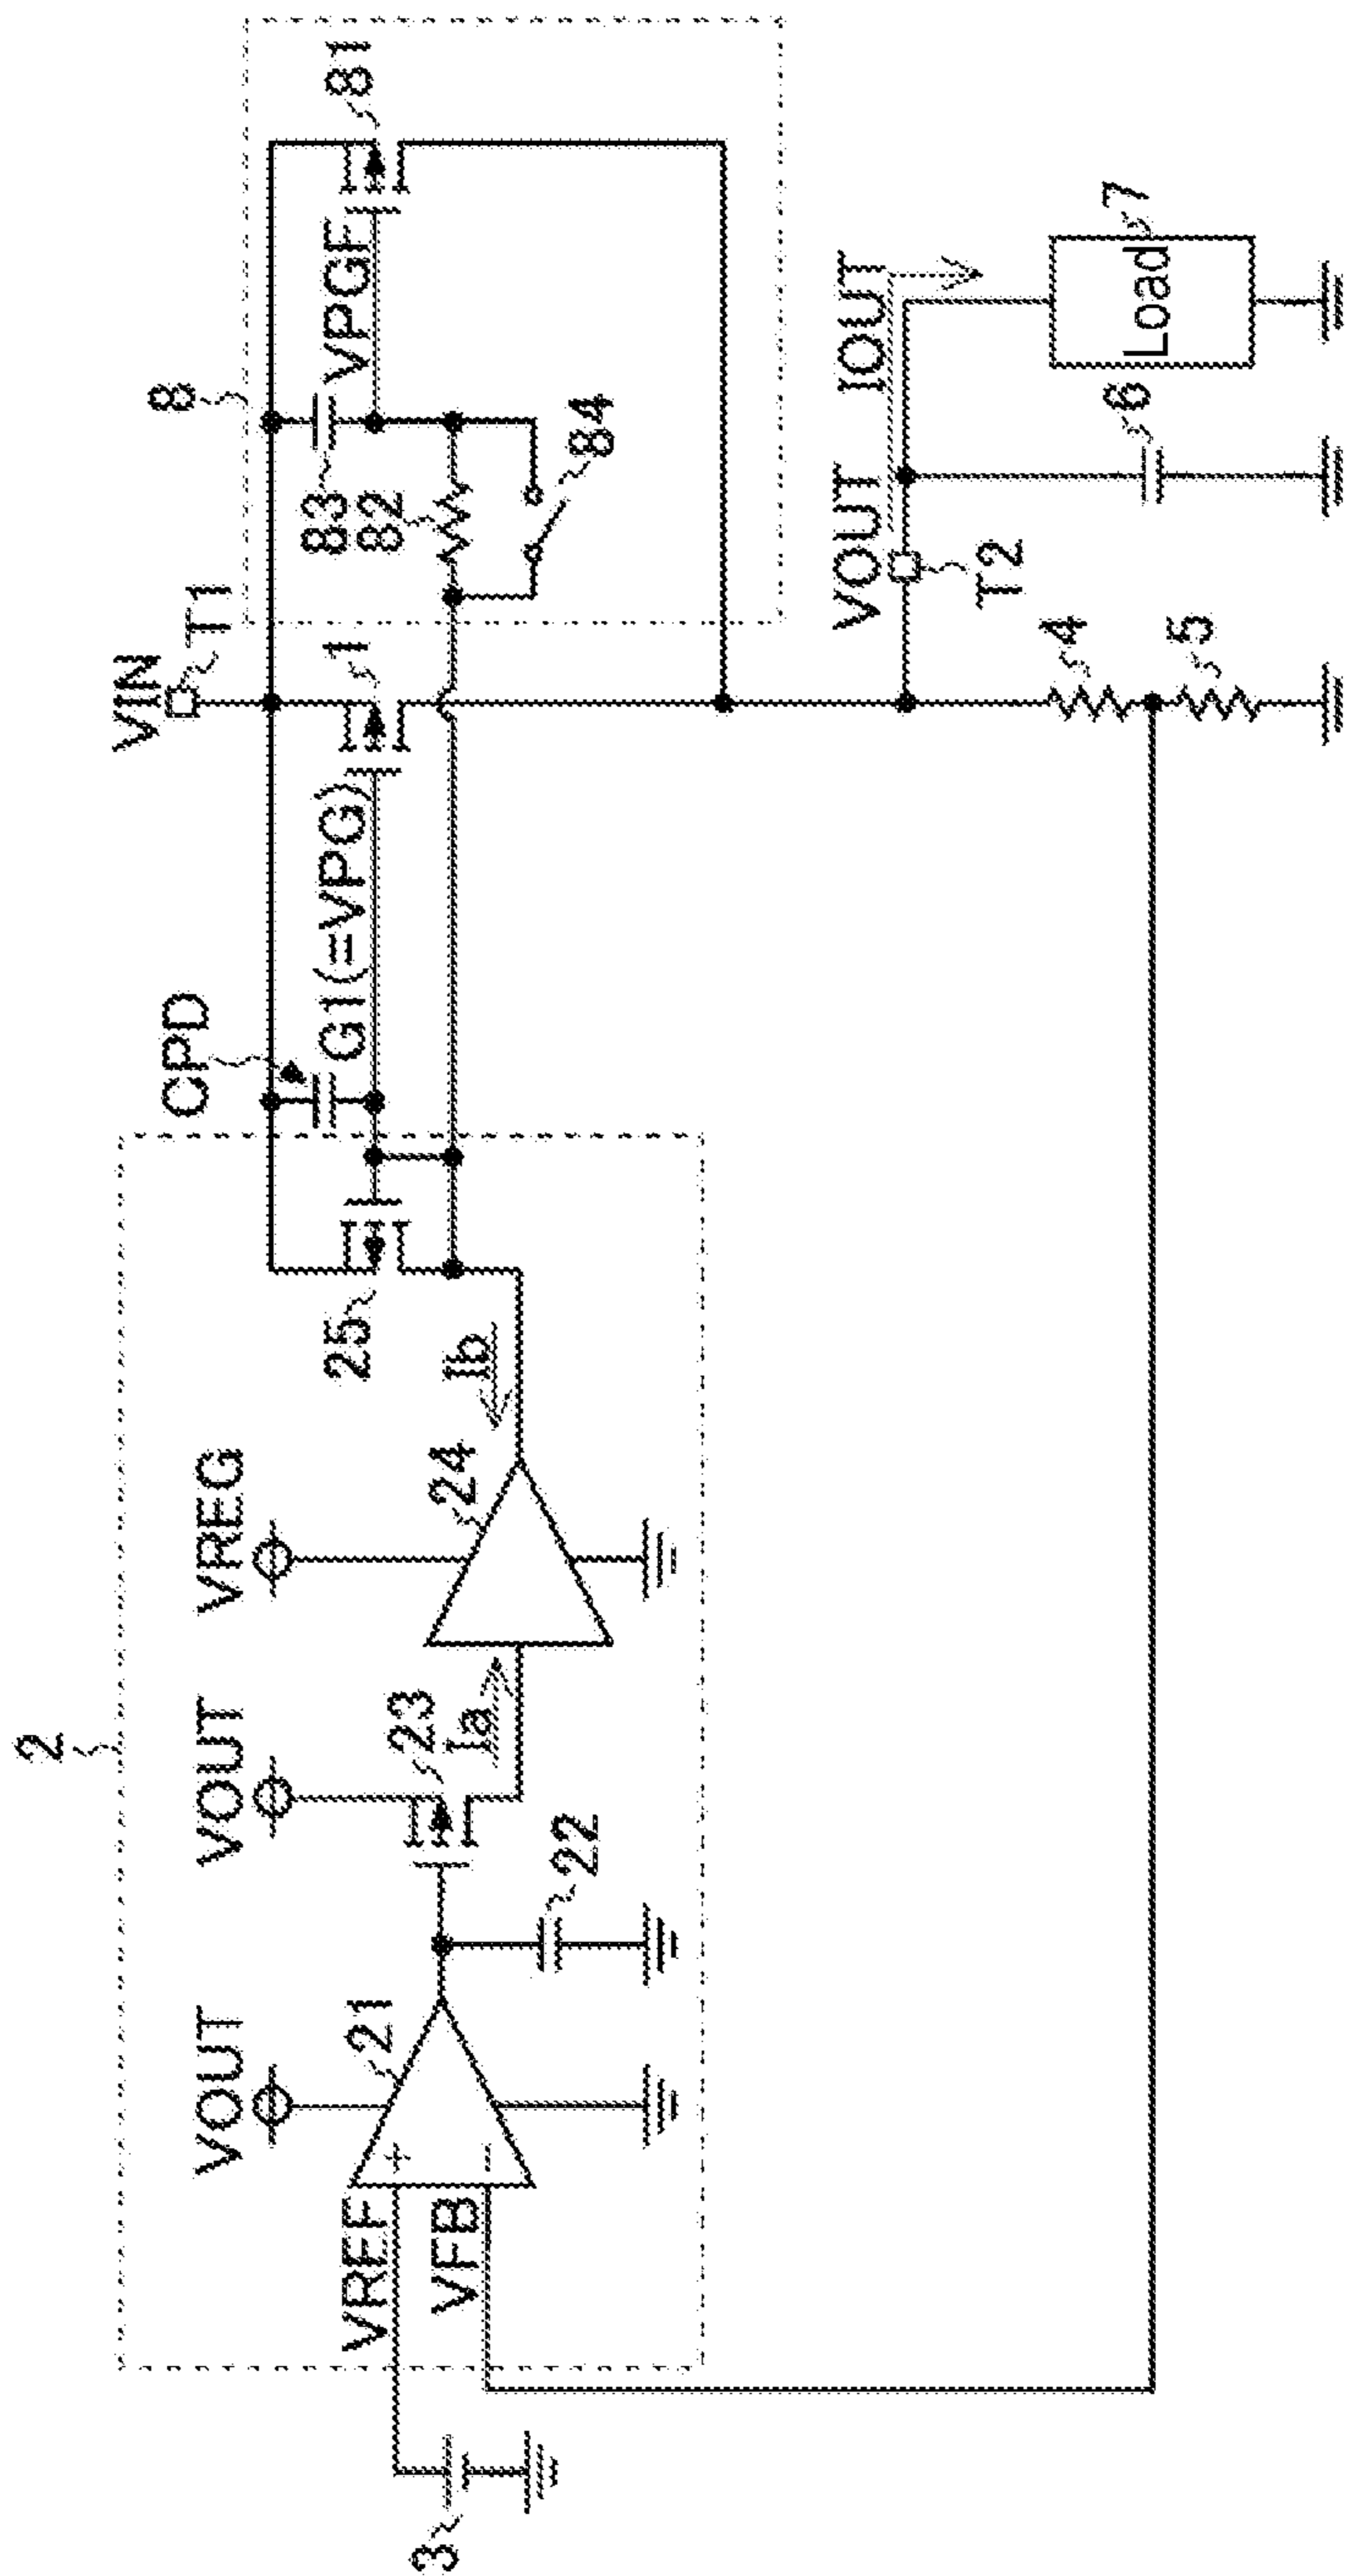 2
VOUT
VOUT
VREG
CPD
VIN
T1
8
81
VREF
VFB
+
-
21
22
23
Ia
24
Ib
25
G1(=VPG)
1
83
82
84
VPGF
3
VOUT
IOUT
T2
4
5
6
7
Load